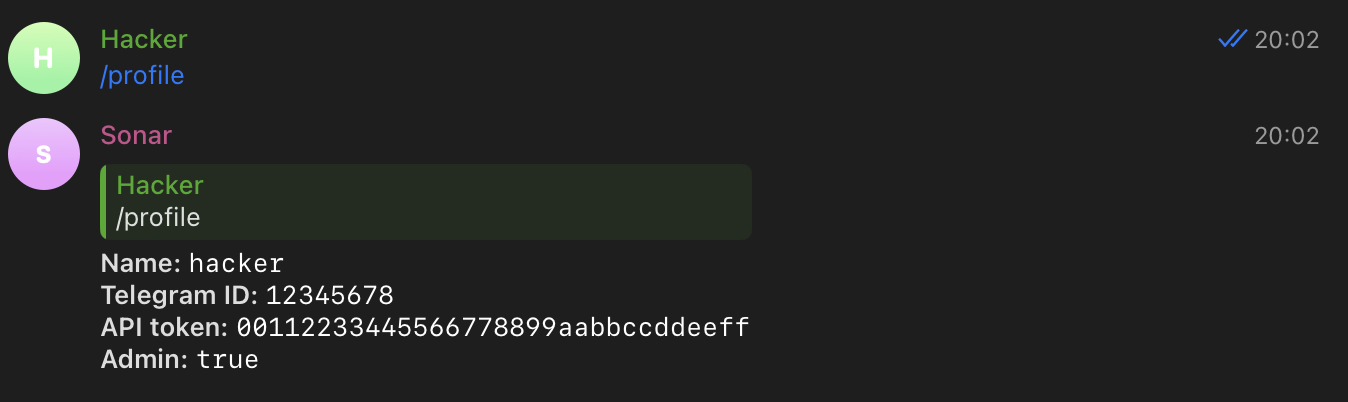 H
Hacker
20:02
/profile
S
Sonar
20:02
Hacker
/profile
Name: hacker
Telegram ID: 12345678
API token: 00112233445566778899aabbccddeeff
Admin: true